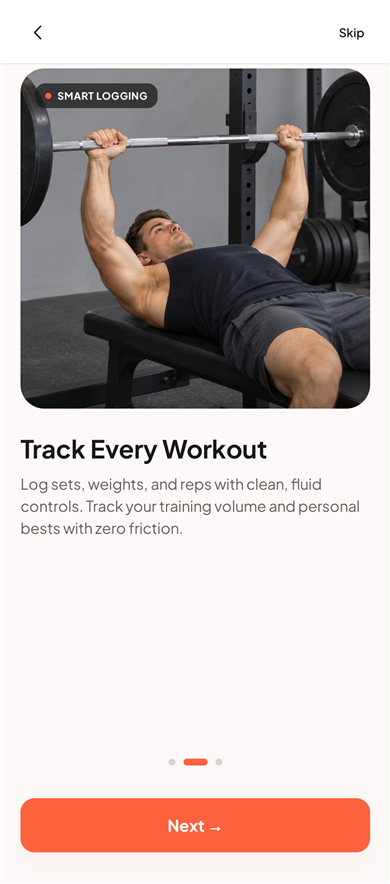 Skip
SMART LOGGING
Track Every Workout
Log sets, weights, and reps with clean, fluid
controls. Track your training volume and personal
bests with zero friction.
Next →